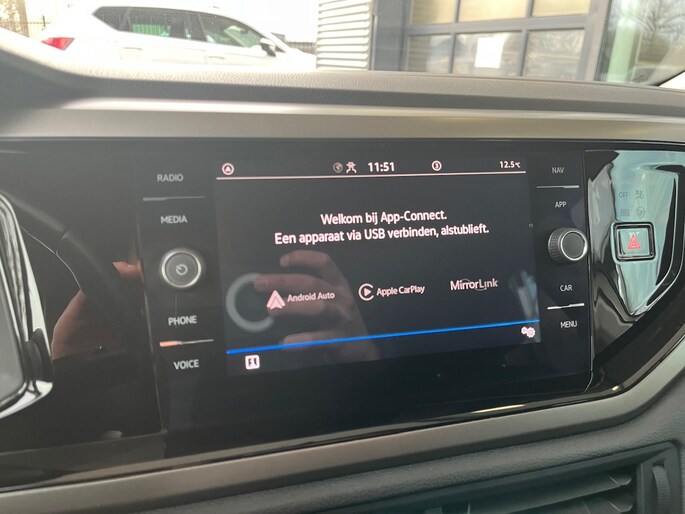 11:51
12.5°C
RADIO
NAV
MEDIA
APP
Welkom bij App-Connect.
Een apparaat via USB verbinden, alstublieft.
Android Auto
Apple CarPlay
MirrorLink
PHONE
CAR
VOICE
MENU
OFF